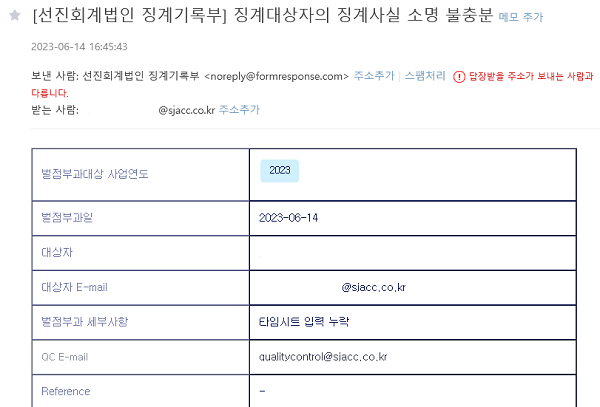 [선진회계법인 징계기록부] 징계대상자의 징계사실 소명 불충분 메모 추가
2023-06-14 16:45:43
보낸 사람: 선진회계법인 징계기록부 <noreply@formresponse.com> 주소추가 | 스팸처리 답장받을 주소가 보내는 사람과
다릅니다.
받는 사람: @sjacc.co.kr 주소추가
벌점부과대상 사업연도 2023
벌점부과일 2023-06-14
대상자
대상자 E-mail @sjacc.co.kr
벌점부과 세부사항 타임시트 입력 누락
QC E-mail qualitycontrol@sjacc.co.kr
Reference -